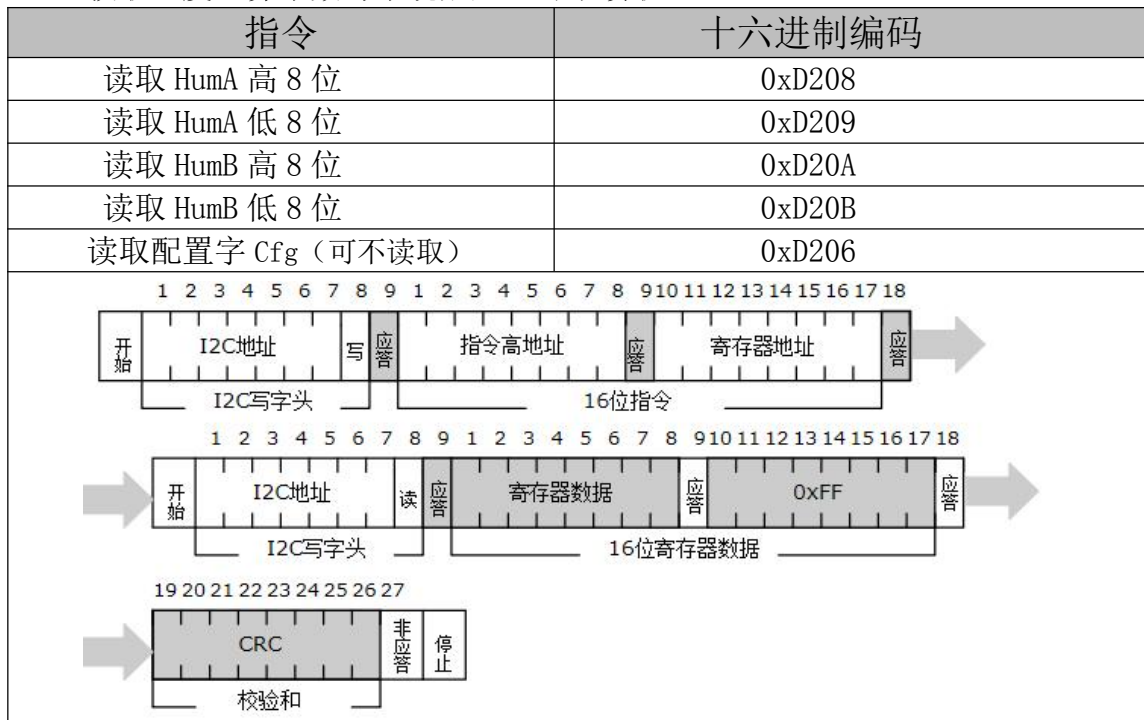 指令 十六进制编码
读取 HumA 高 8 位 0xD208
读取 HumA 低 8 位 0xD209
读取 HumB 高 8 位 0xD20A
读取 HumB 低 8 位 0xD20B
读取配置字 Cfg（可不读取） 0xD206
1 2 3 4 5 6 7 8 9 1 2 3 4 5 6 7 8 9 10 11 12 13 14 15 16 17 18
开始 I2C地址 写 应答 指令高地址 应答 寄存器地址 应答
I2C写字头 16位指令
1 2 3 4 5 6 7 8 9 1 2 3 4 5 6 7 8 9 10 11 12 13 14 15 16 17 18
开始 I2C地址 读 应答 寄存器数据 应答 0xFF 应答
I2C写字头 16位寄存器数据
19 20 21 22 23 24 25 26 27
CRC 非应答 停止
校验和